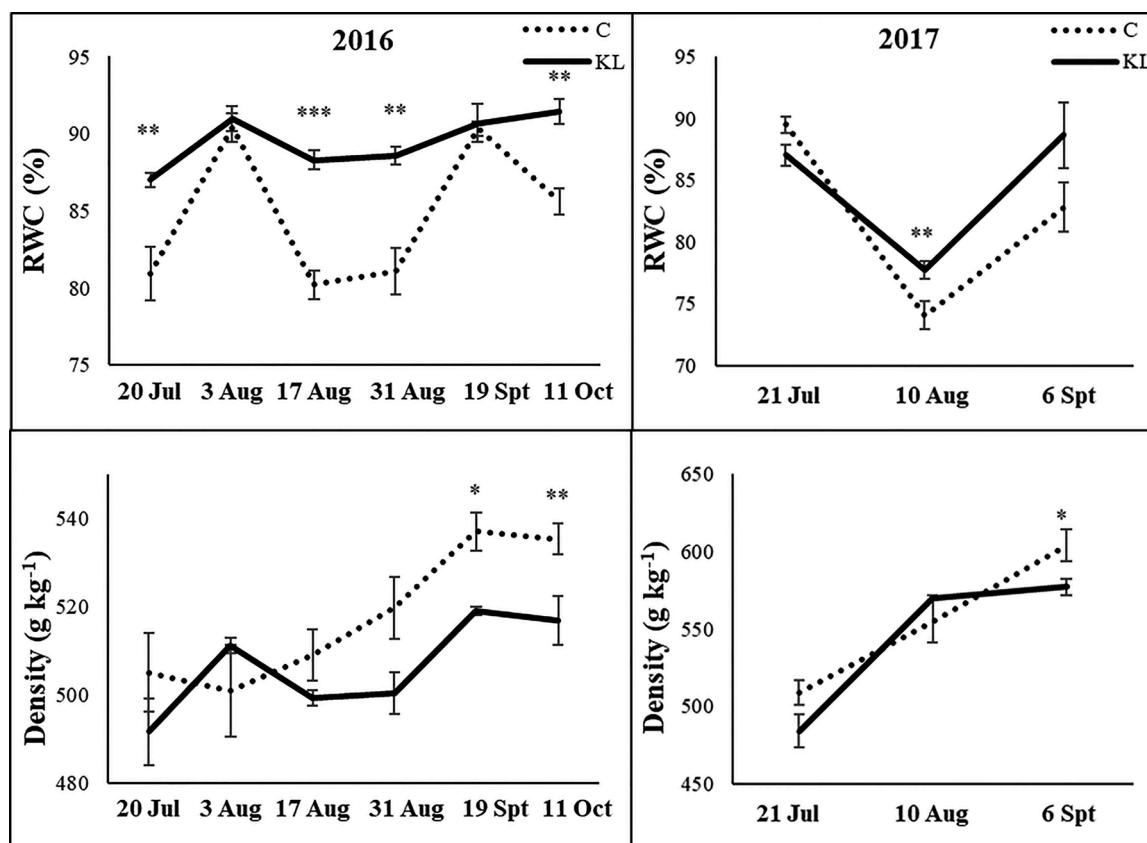 2016
C
KL
RWC (%)
95
90
85
80
75
**
***
**
**
20 Jul
3 Aug
17 Aug
31 Aug
19 Spt
11 Oct
2017
C
KL
RWC (%)
95
90
85
80
75
70
**
21 Jul
10 Aug
6 Spt
Density (g kg-1)
540
520
500
480
*
**
20 Jul
3 Aug
17 Aug
31 Aug
19 Spt
11 Oct
Density (g kg-1)
650
600
550
500
450
*
21 Jul
10 Aug
6 Spt